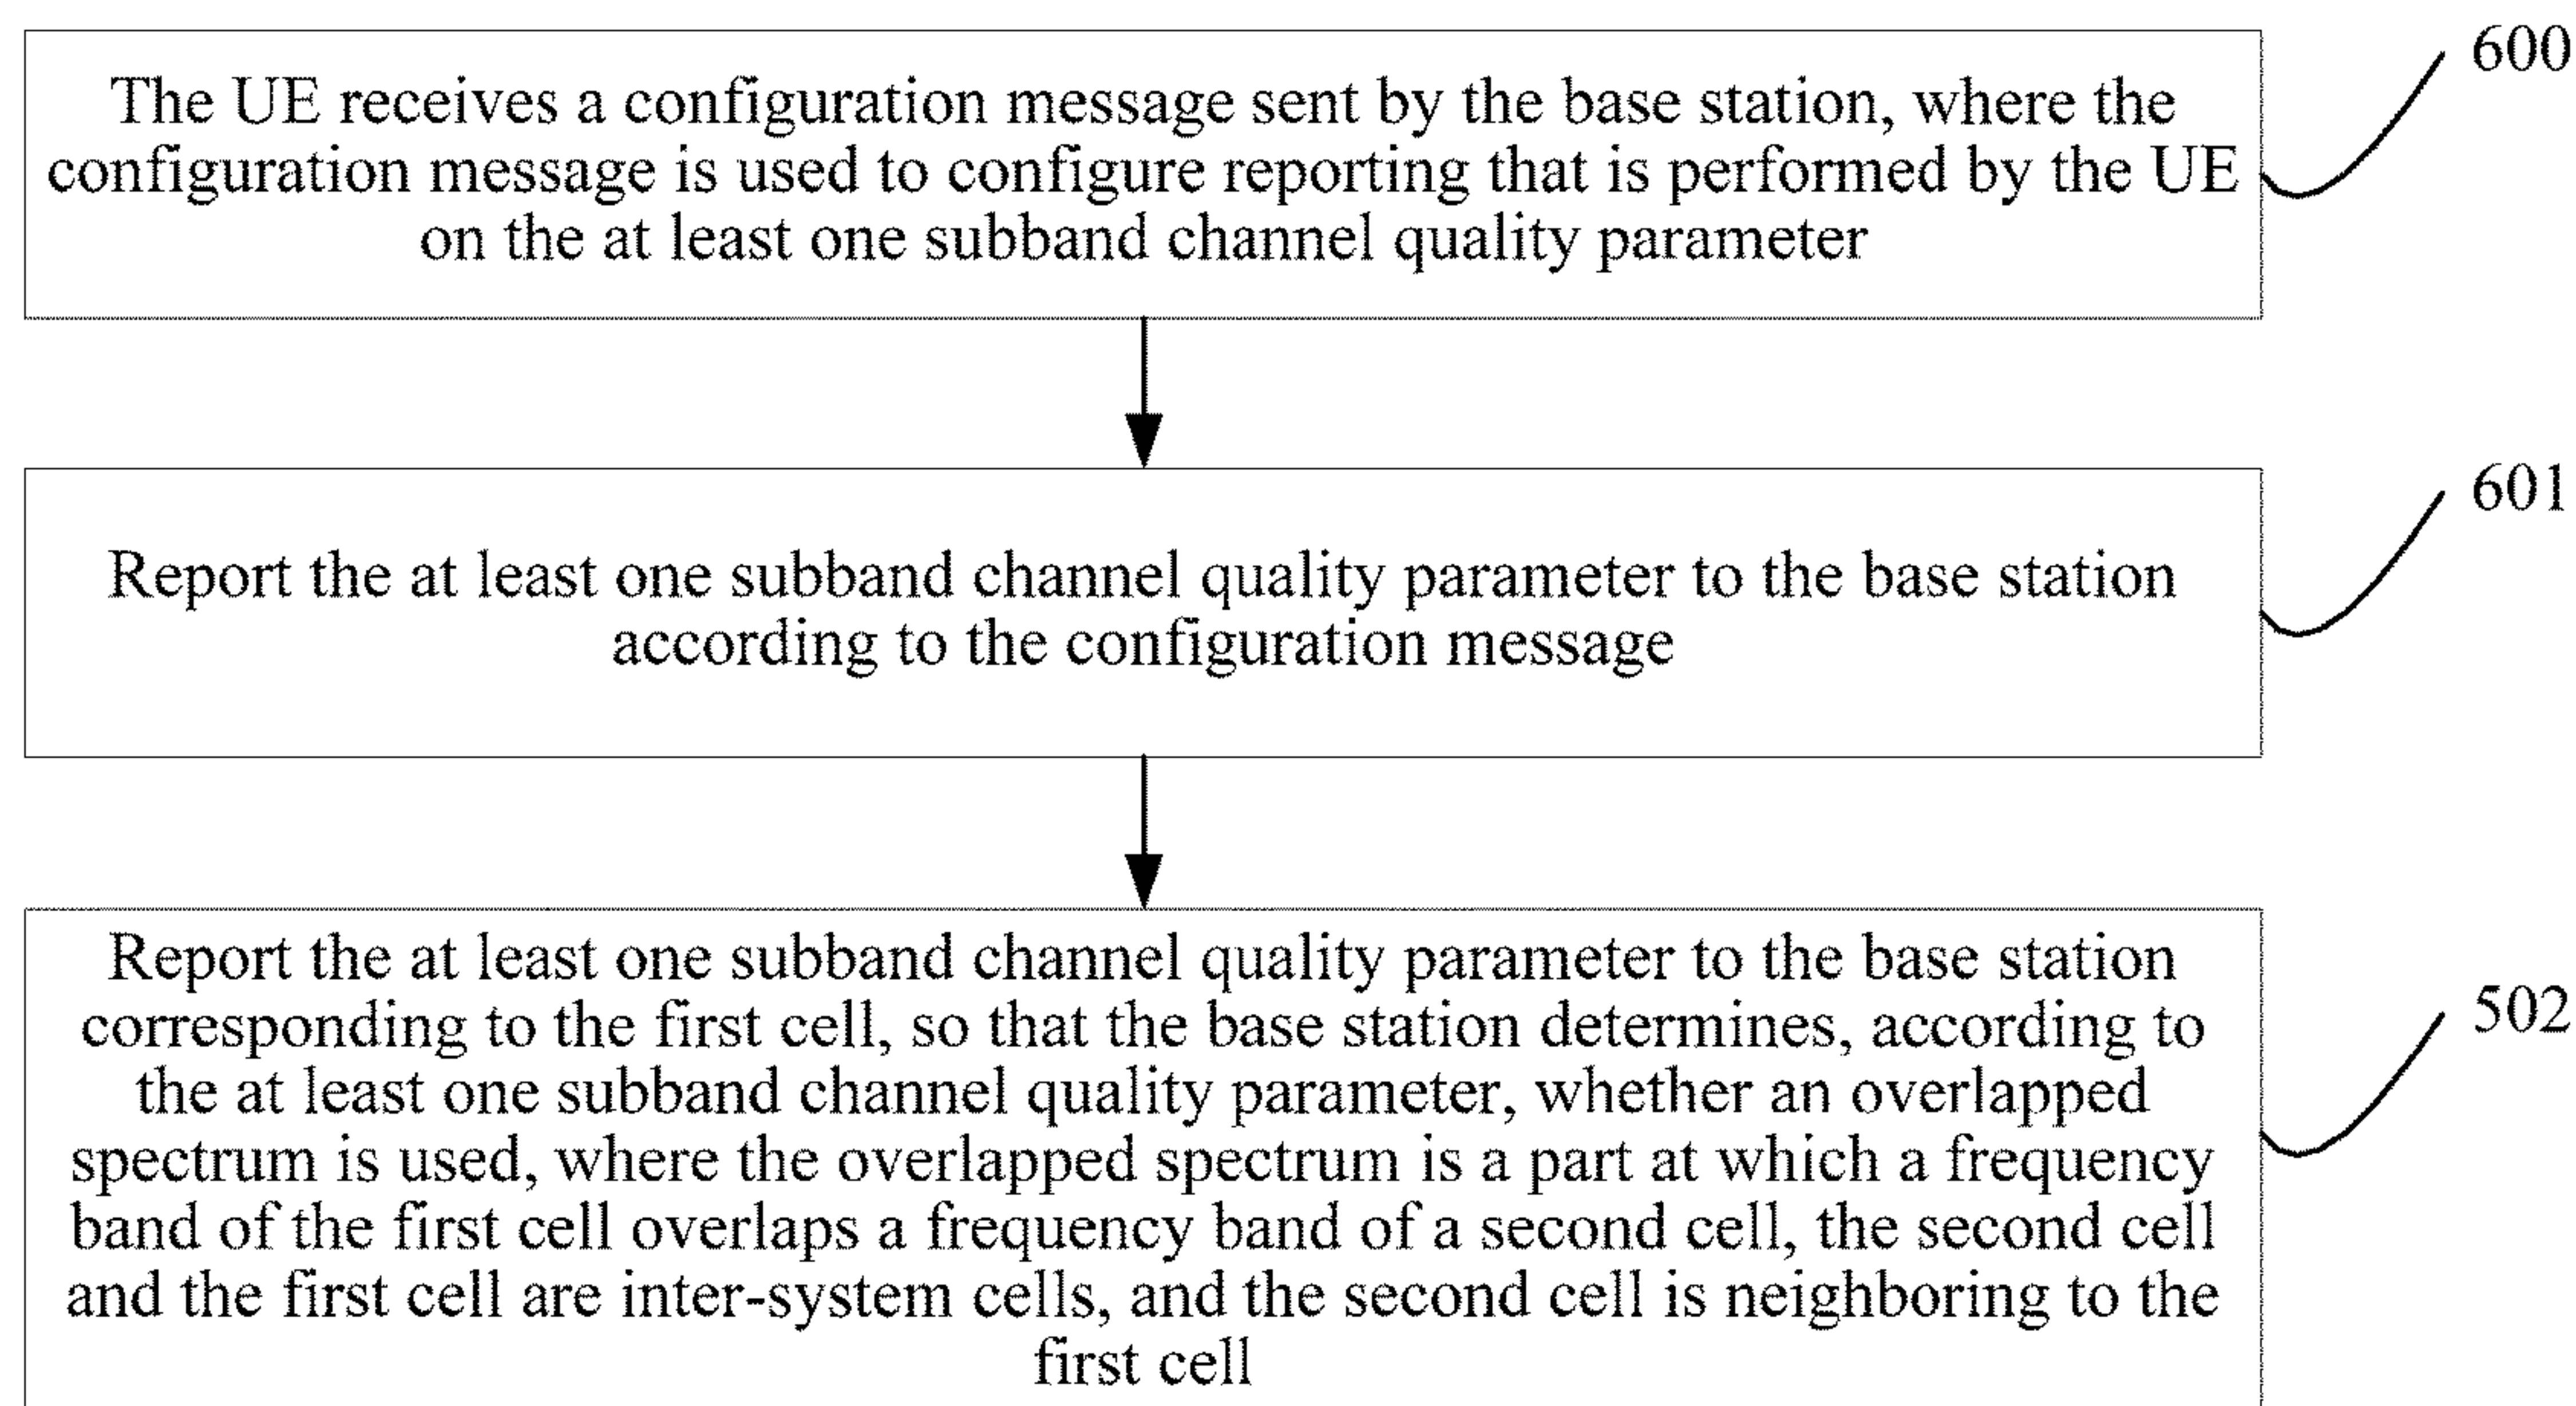 The UE receives a configuration message sent by the base station, where the
configuration message is used to configure reporting that is performed by the UE
on the at least one subband channel quality parameter
600
Report the at least one subband channel quality parameter to the base station
according to the configuration message
601
Report the at least one subband channel quality parameter to the base station
corresponding to the first cell, so that the base station determines, according to
the at least one subband channel quality parameter, whether an overlapped
spectrum is used, where the overlapped spectrum is a part at which a frequency
band of the first cell overlaps a frequency band of a second cell, the second cell
and the first cell are inter-system cells, and the second cell is neighboring to the
first cell
502